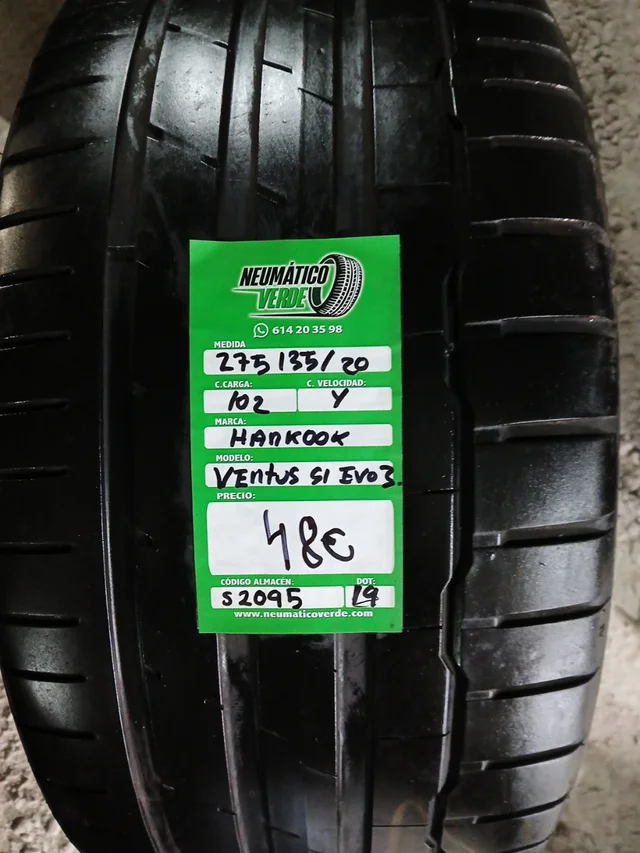 NEUMÁTICO
VERDE
614 20 35 98
MEDIDA
275/35/20
C.CARGA: C. VELOCIDAD:
102 Y
MARCA:
HANKOOK
MODELO:
VENTUS S1 EVO3
PRECIO:
48€
CÓDIGO ALMACÉN: DOT:
S2095 19
www.neumaticoverde.com